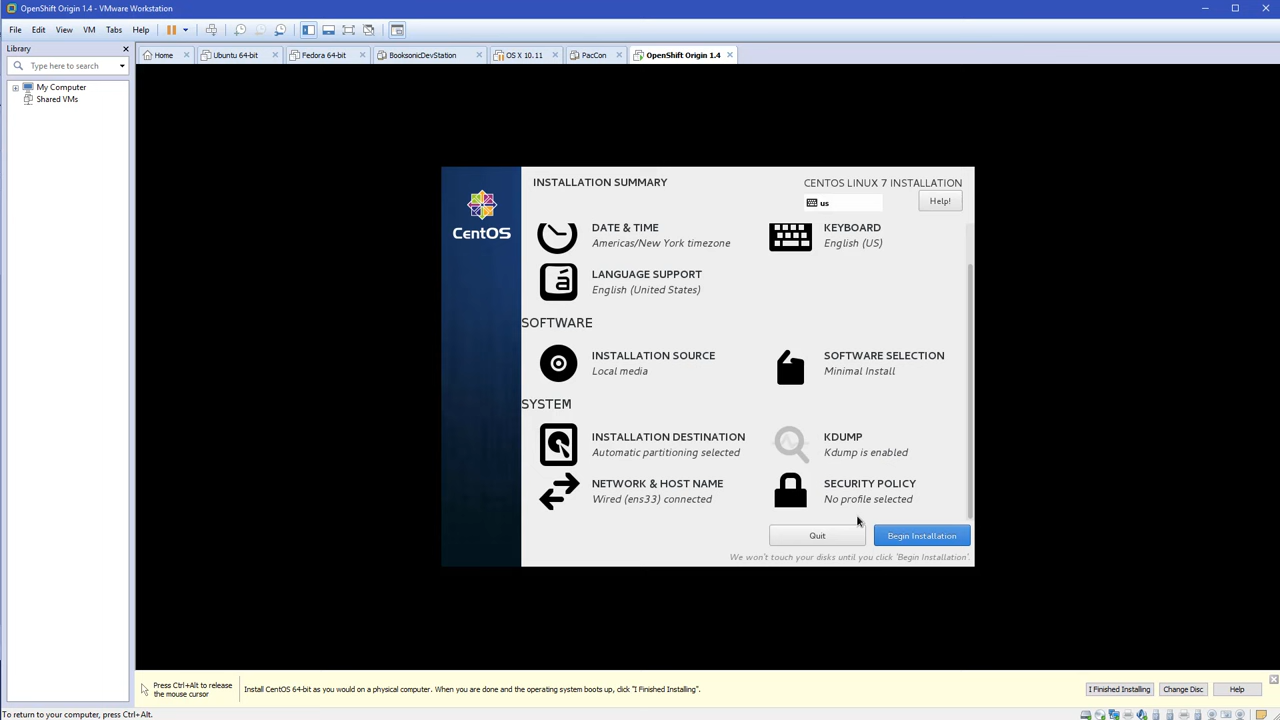 OpenShift Origin 1.4 - VMware Workstation
File Edit View VM Tabs Help
Library
Home
Ubuntu 64-bit
Fedora 64-bit
BooksonicDevStation
OS X 10.11
PacCon
OpenShift Origin 1.4
Type here to search
My Computer
Shared VMs
CentOS
INSTALLATION SUMMARY
CENTOS LINUX 7 INSTALLATION
us
Help!
DATE & TIME
Americas/New York timezone
KEYBOARD
English (US)
LANGUAGE SUPPORT
English (United States)
SOFTWARE
INSTALLATION SOURCE
Local media
SOFTWARE SELECTION
Minimal Install
SYSTEM
INSTALLATION DESTINATION
Automatic partitioning selected
KDUMP
Kdump is enabled
NETWORK & HOST NAME
Wired (ens33) connected
SECURITY POLICY
No profile selected
Quit
Begin Installation
We won't touch your disks until you click 'Begin Installation'.
Press Ctrl+Alt to release
the mouse cursor
Install CentOS 64-bit as you would on a physical computer. When you are done and the operating system boots up, click "I Finished Installing".
I Finished Installing
Change Disc
Help
To return to your computer, press Ctrl+Alt.